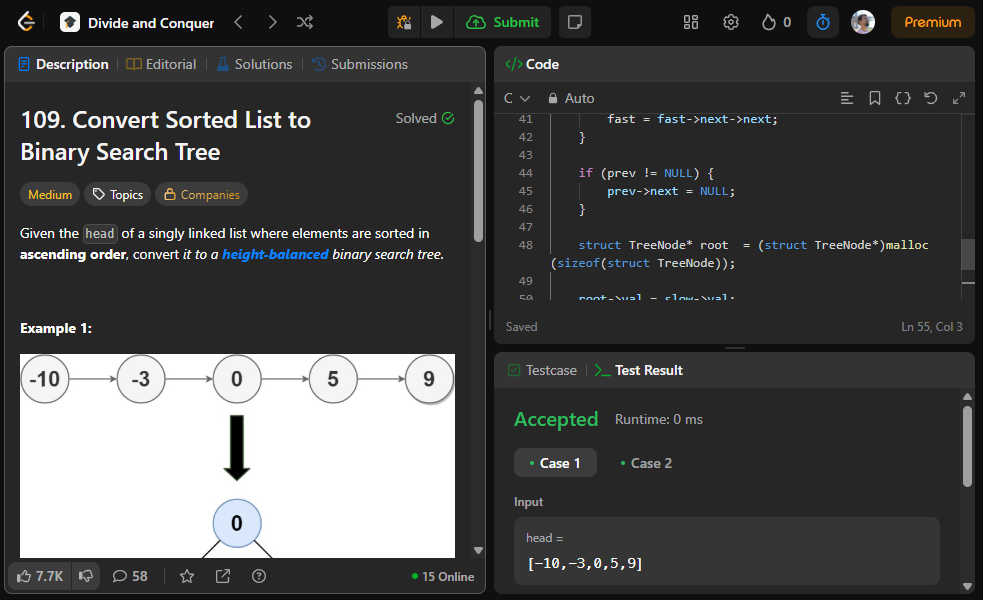 Divide and Conquer
Submit
0
Premium
Description
Editorial
Solutions
Submissions
109. Convert Sorted List to
Binary Search Tree
Solved
Medium
Topics
Companies
Given the head of a singly linked list where elements are sorted in
ascending order, convert it to a height-balanced binary search tree.
Example 1:
-10 -3 0 5 9
0
7.7K
58
15 Online
</> Code
C
Auto
41 fast = fast->next->next;
42 }
43
44 if (prev != NULL) {
45 prev->next = NULL;
46 }
47
48 struct TreeNode* root  = (struct TreeNode*)malloc
(sizeof(struct TreeNode));
49
50 root->val = slow->val;
Saved
Ln 55, Col 3
Testcase
Test Result
Accepted
Runtime: 0 ms
Case 1
Case 2
Input
head =
[-10,-3,0,5,9]